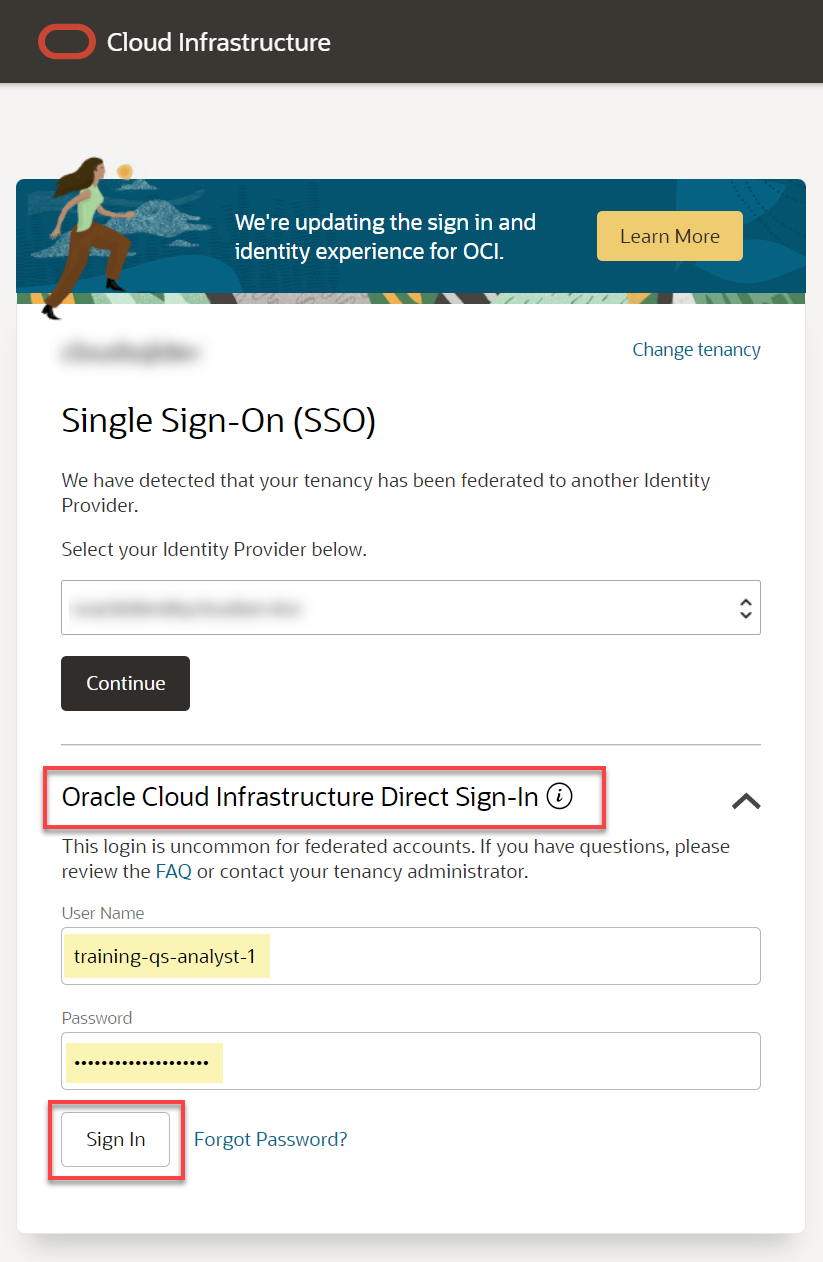 Cloud Infrastructure
We're updating the sign in and
identity experience for OCI.
Learn More
Change tenancy
Single Sign-On (SSO)
We have detected that your tenancy has been federated to another Identity
Provider.
Select your Identity Provider below.
Continue
Oracle Cloud Infrastructure Direct Sign-In i
This login is uncommon for federated accounts. If you have questions, please
review the FAQ or contact your tenancy administrator.
User Name
training-qs-analyst-1
Password
Sign In Forgot Password?